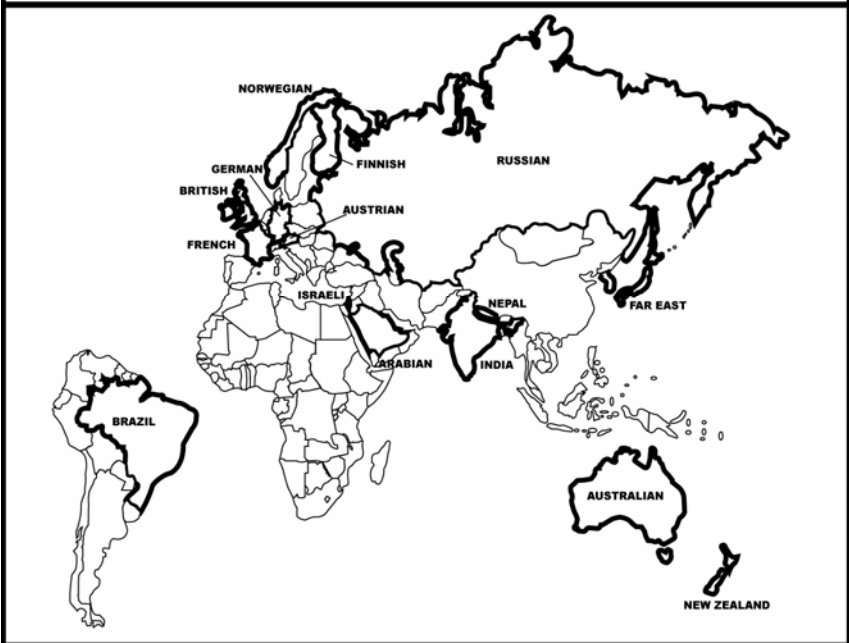 NORWEGIAN
FINNISH
RUSSIAN
GERMAN
BRITISH
AUSTRIAN
FRENCH
ISRAELI
NEPAL
FAR EAST
ARABIAN
INDIA
BRAZIL
AUSTRALIAN
NEW ZEALAND